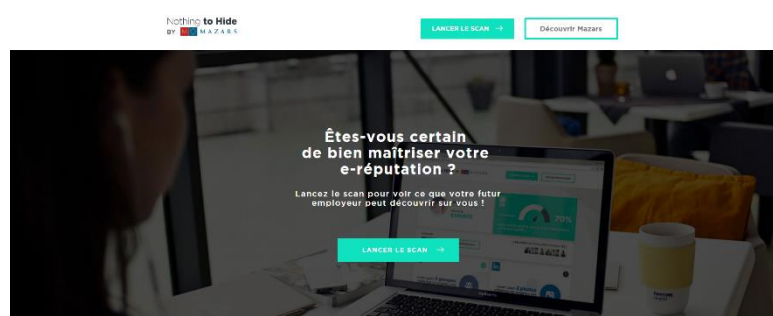 Nothing to Hide
BY MAZARS
LANCER LE SCAN →
Découvrir Mazars
Êtes-vous certain
de bien maîtriser votre
e-réputation ?
Lancez le scan pour voir ce que votre futur
employeur peut découvrir sur vous !
LANCER LE SCAN →
70%